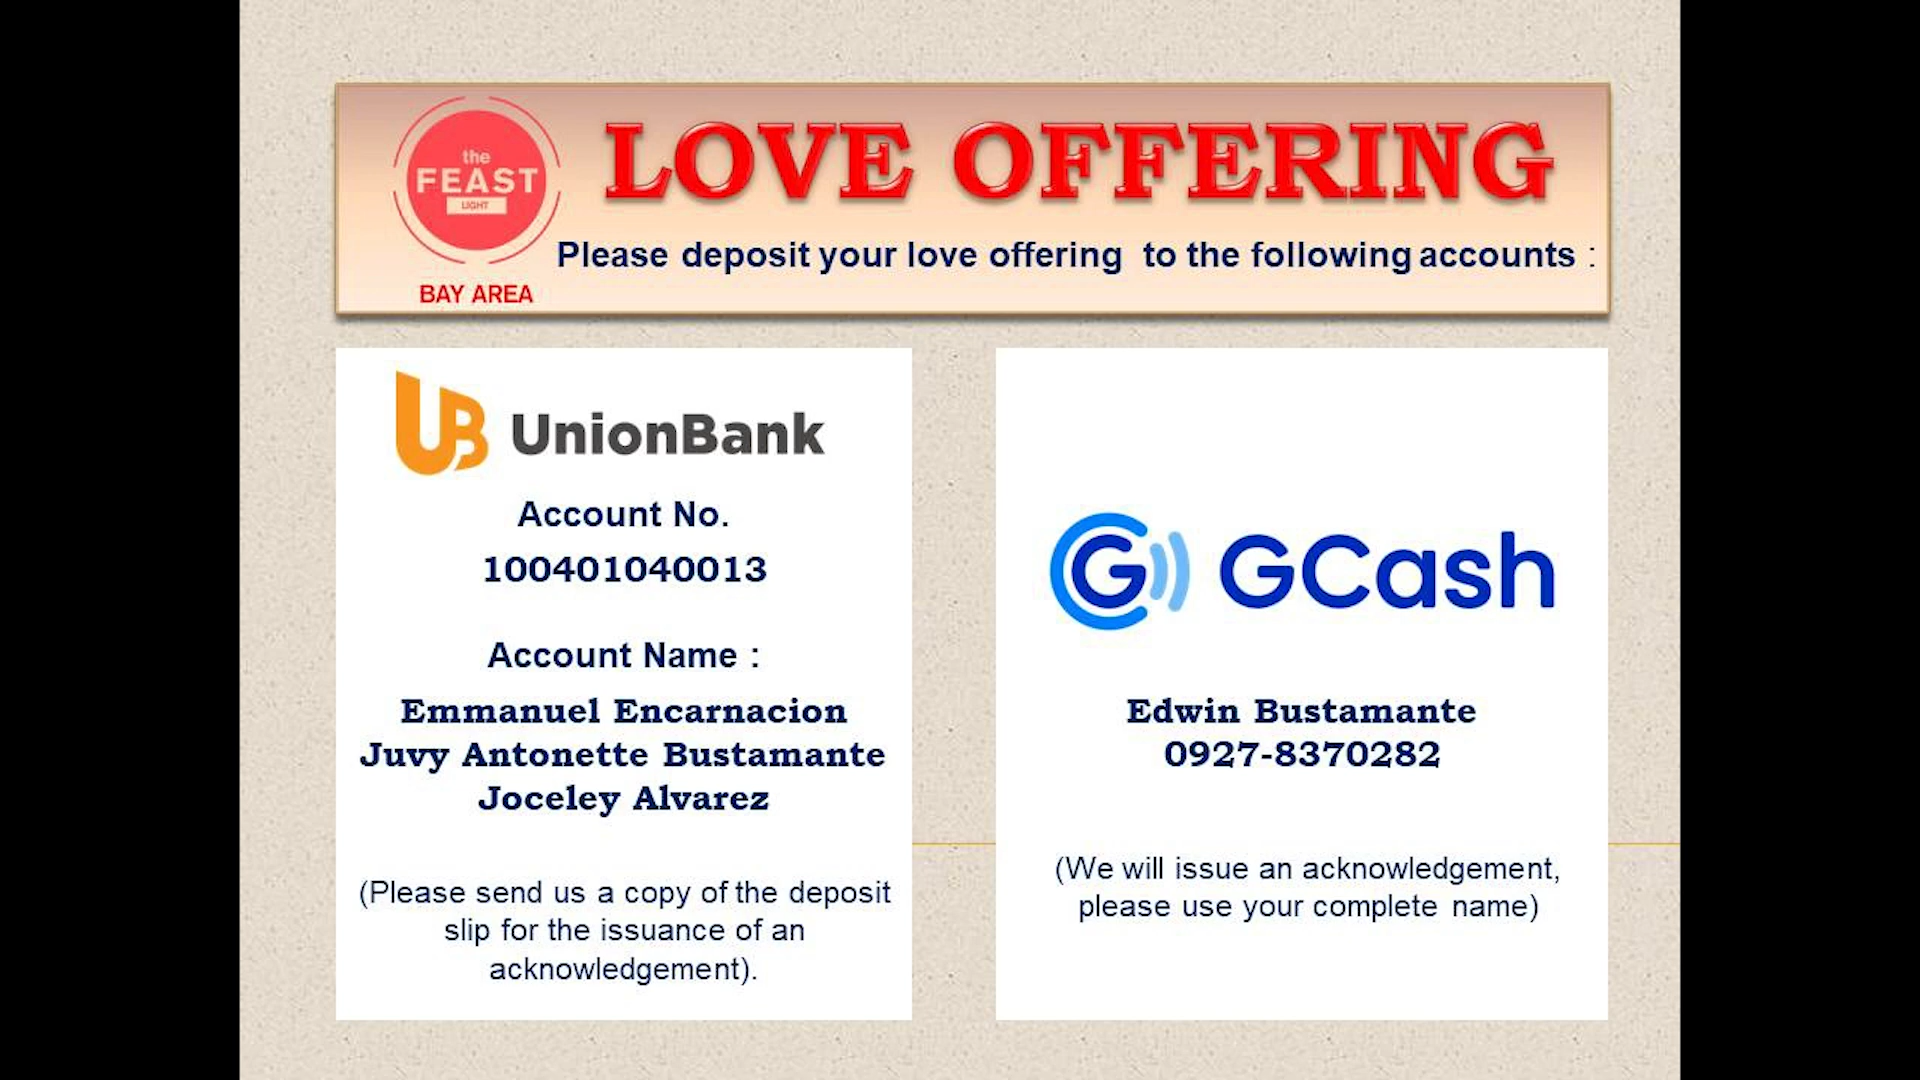 the
FEAST
LIGHT
BAY AREA
LOVE OFFERING
Please deposit your love offering to the following accounts :
UB UnionBank
Account No.
100401040013
Account Name :
Emmanuel Encarnacion
Juvy Antonette Bustamante
Joceley Alvarez
(Please send us a copy of the deposit
slip for the issuance of an
acknowledgement).
G GCash
Edwin Bustamante
0927-8370282
(We will issue an acknowledgement,
please use your complete name)